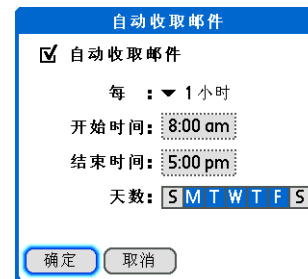 自动收取邮件
自动收取邮件
每 : 1 小时
开始时间: 8:00 am
结束时间: 5:00 pm
天数: S M T W T F S
确定 取消